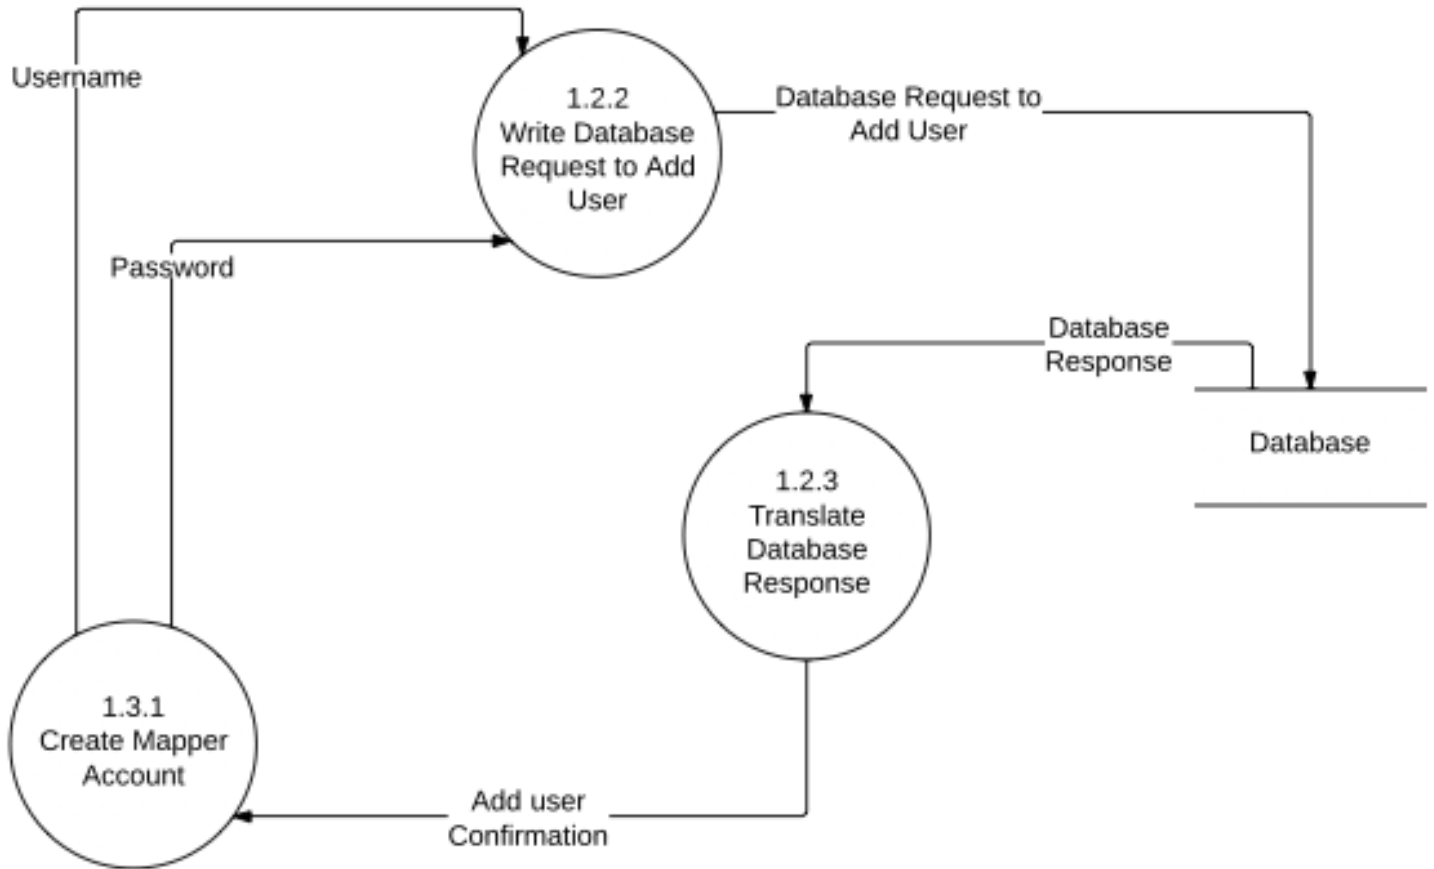 Username
1.2.2
Write Database
Request to Add
User
Database Request to
Add User
Password
Database
Response
Database
1.2.3
Translate
Database
Response
1.3.1
Create Mapper
Account
Add user
Confirmation